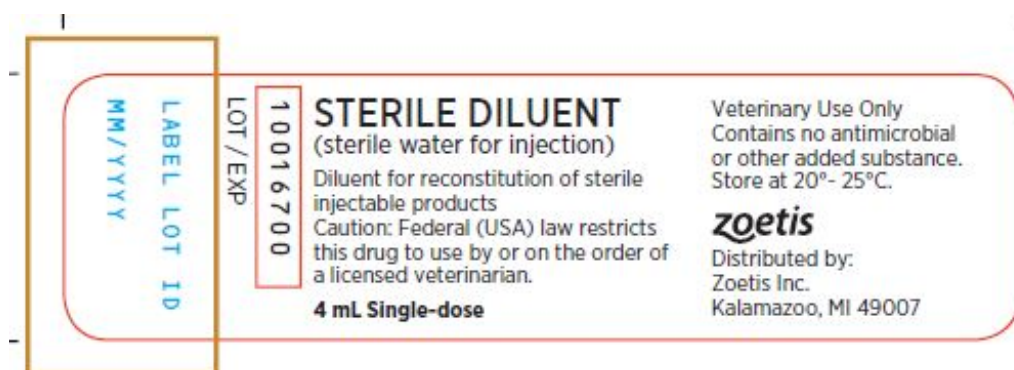 MM/YYYY
LABEL LOT ID
LOT / EXP
10016700
STERILE DILUENT
(sterile water for injection)
Diluent for reconstitution of sterile
injectable products
Caution: Federal (USA) law restricts
this drug to use by or on the order of
a licensed veterinarian.
4 mL Single-dose
Veterinary Use Only
Contains no antimicrobial
or other added substance.
Store at 20°- 25°C.
zoetis
Distributed by:
Zoetis Inc.
Kalamazoo, MI 49007